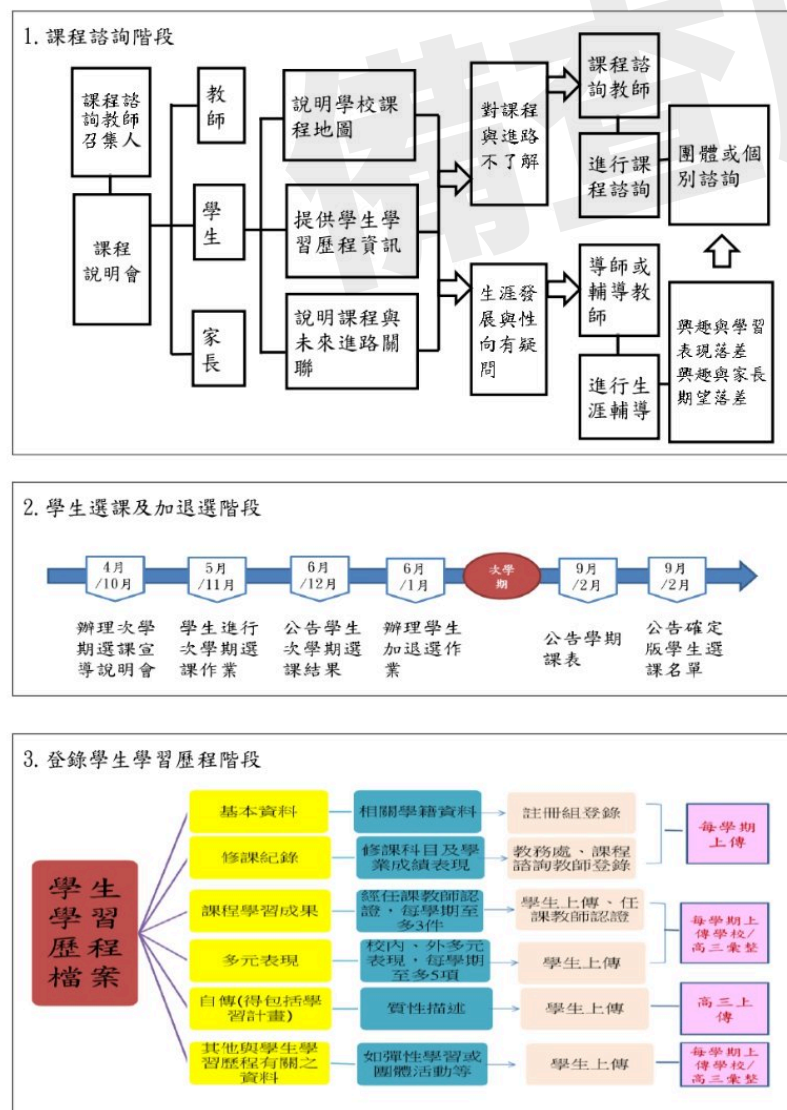 備查
1.課程諮詢階段
課程諮
詢教師
召集人
課程
說明會
教
師
學
生
家
長
說明學校課
程地圖
提供學生學
習歷程資訊
說明課程與
未來進路關
聯
對課程
與進路
不了解
生涯發
展與性
向有疑
問
課程諮
詢教師
進行課
程諮詢
團體或個
別諮詢
導師或
輔導教
師
進行生
涯輔導
興趣與學習
表現落差
興趣與家長
期望落差
2.學生選課及加退選階段
4月
/10月
辦理次學
期選課宣
導說明會
5月
/11月
學生進行
次學期選
課作業
6月
/12月
公告學生
次學期選
課結果
6月
/1月
辦理學生
加退選作
業
次學
期
9月
/2月
公告學期
課表
9月
/2月
公告確定
版學生選
課名單
3.登錄學生學習歷程階段
學生
學習
歷程
檔案
基本資料
相關學籍資料
註冊組登錄
修課紀錄
修課科目及學
業成績表現
教務處、課程
諮詢教師登錄
每學期
上傳
課程學習成果
經任課教師認
證，每學期至
多3件
學生上傳、任
課教師認證
多元表現
校內、外多元
表現，每學期
至多5項
學生上傳
每學期上
傳學校/
高三彙整
自傳(得包括學
習計畫)
質性描述
學生上傳
高三上
傳
其他與學生學
習歷程有關之
資料
如彈性學習或
團體活動等
學生上傳
每學期上
傳學校/
高三彙整